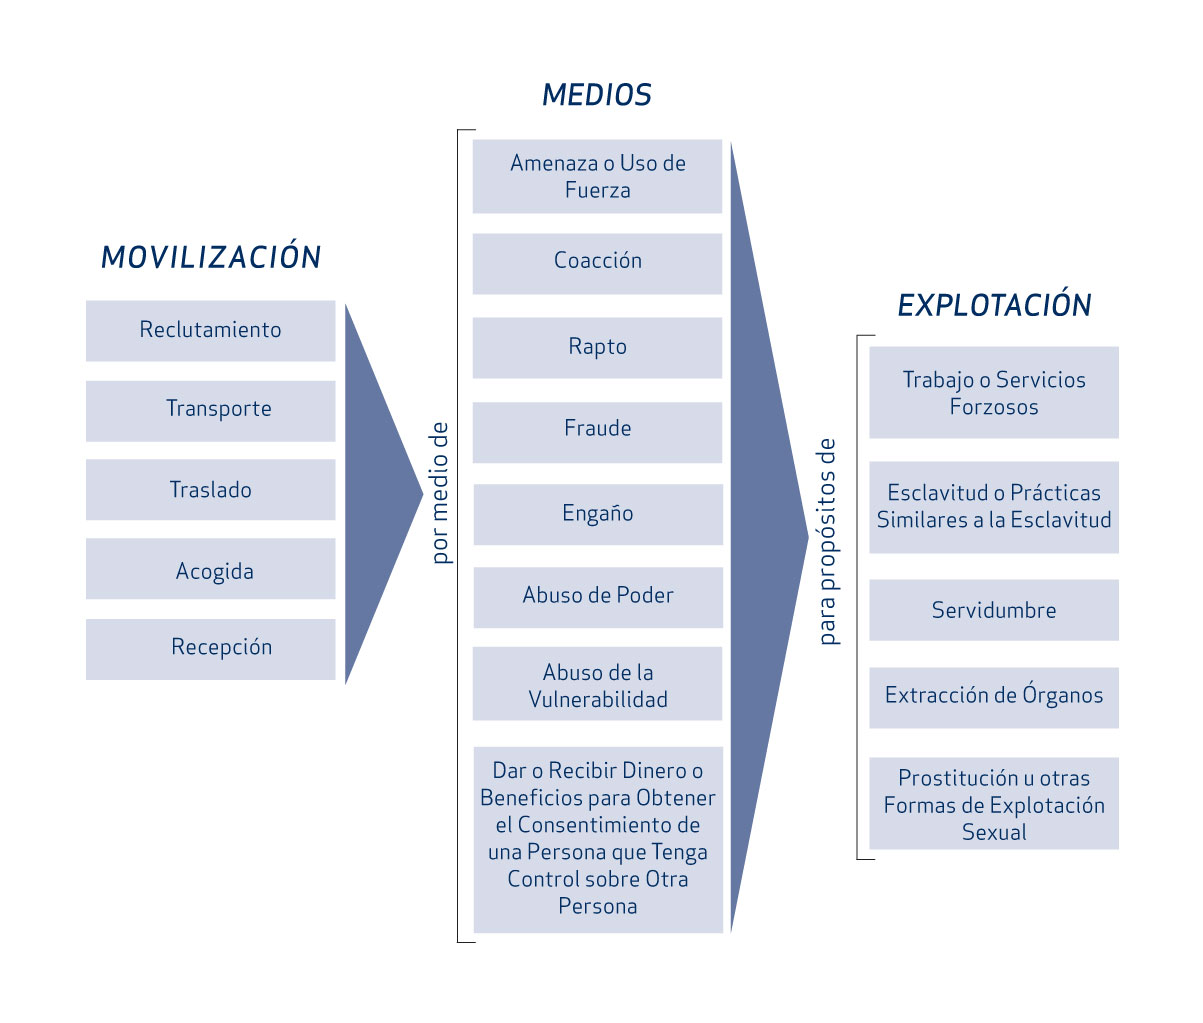 MOVILIZACIÓN
Reclutamiento
Transporte
Traslado
Acogida
Recepción
por medio de
MEDIOS
Amenaza o Uso de
Fuerza
Coacción
Rapto
Fraude
Engaño
Abuso de Poder
Abuso de la
Vulnerabilidad
Dar o Recibir Dinero o
Beneficios para Obtener
el Consentimiento de
una Persona que Tenga
Control sobre Otra
Persona
para propósitos de
EXPLOTACIÓN
Trabajo o Servicios
Forzosos
Esclavitud o Prácticas
Similares a la Esclavitud
Servidumbre
Extracción de Órganos
Prostitución u otras
Formas de Explotación
Sexual